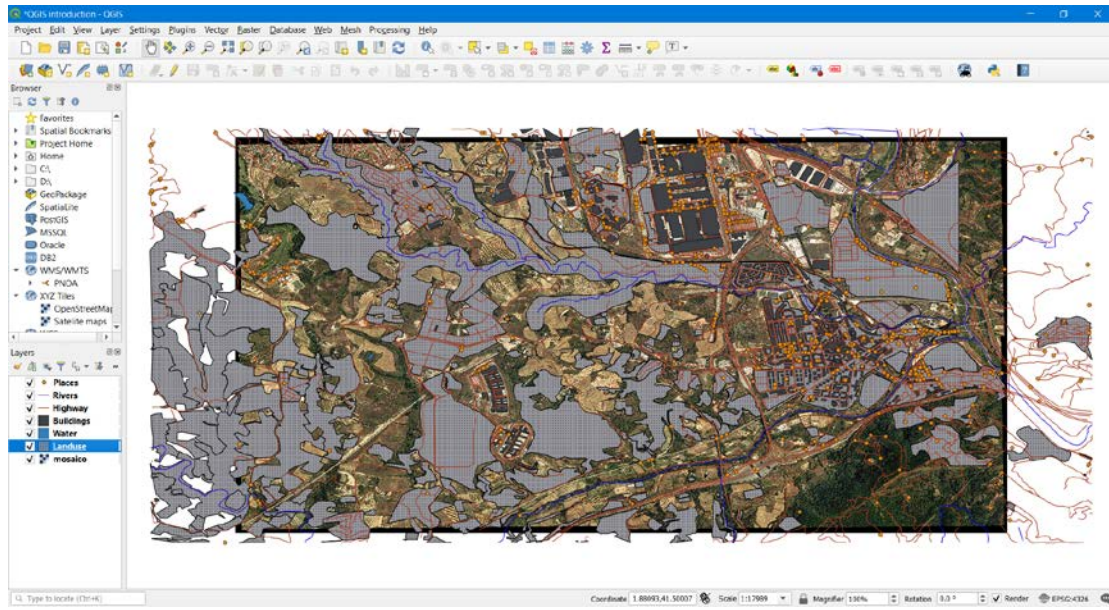 *QGIS introduction - QGIS
Project Edit View Layer Settings Plugins Vector Raster Database Web Mesh Processing Help
Browser
Favorites
Spatial Bookmarks
Project Home
Home
C:\
D:\
GeoPackage
SpatiaLite
PostGIS
MSSQL
Oracle
DB2
WMS/WMTS
PNOA
XYZ Tiles
OpenStreetMap
Satelite maps
Layers
Places
Rivers
Highway
Buildings
Water
Landuse
mosaico
Type to locate (Ctrl+K)
Coordinate 1.88093,41.50007 Scale 1:17989 Magnifier 100% Rotation 0,0 ° Render EPSG:4326